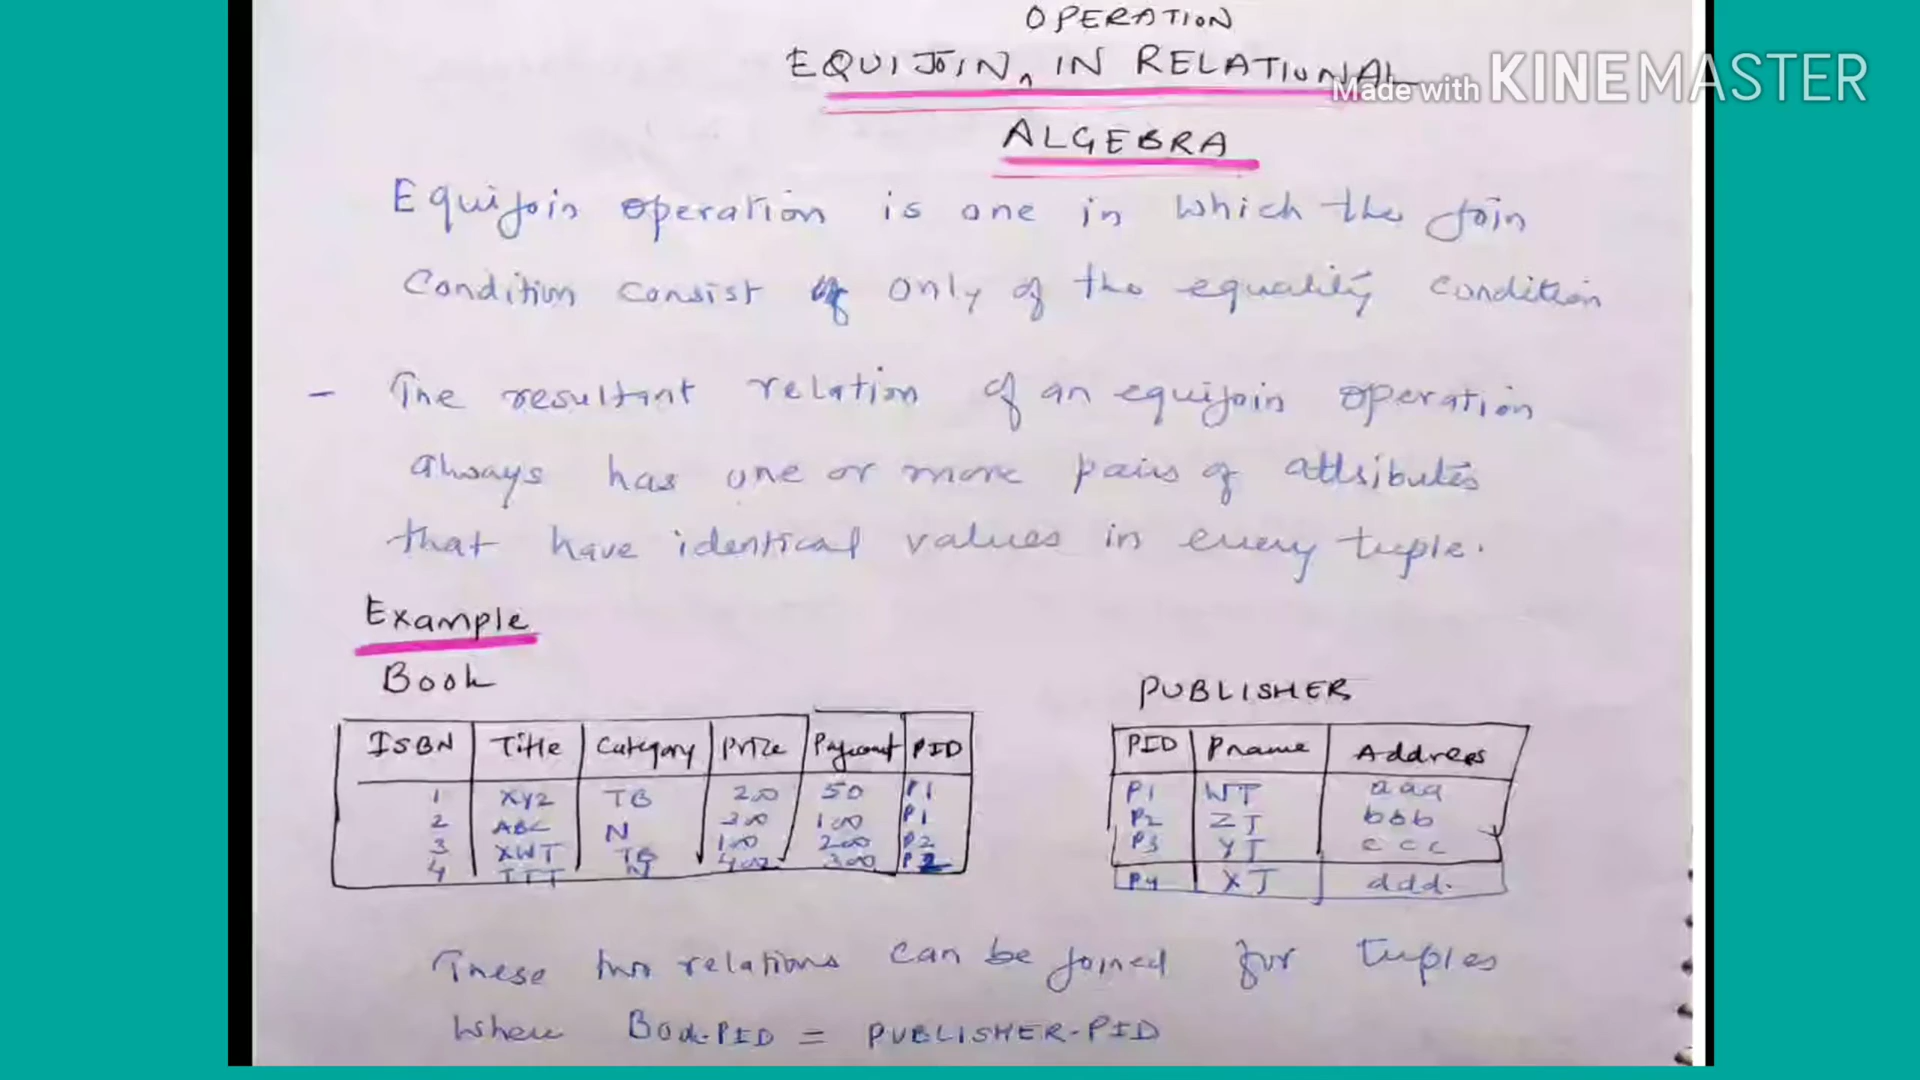 OPERATION
EQUIJOIN, IN RELATIONAL
Made with KINEMASTER
ALGEBRA
Equijoin operation is one in which the Join
Condition consist of only of the equality condition
- The resultant relation of an equijoin operation
always has one or more pairs of attributes
that have identical values in every tuple.
Example
Book
PUBLISHER
ISBN Title Category Price Pagecount PID
1 XYZ TB 200 50 P1
2 ABC N 300 100 P1
3 XWT TB 100 200 P2
4 TTT N 400 300 P2
PID Pname Address
P1 WT aaa
P2 ZJ bbb
P3 YJ ccc
P4 XJ ddd.
These two relations can be joined for tuples
Where Book.PID = PUBLISHER.PID